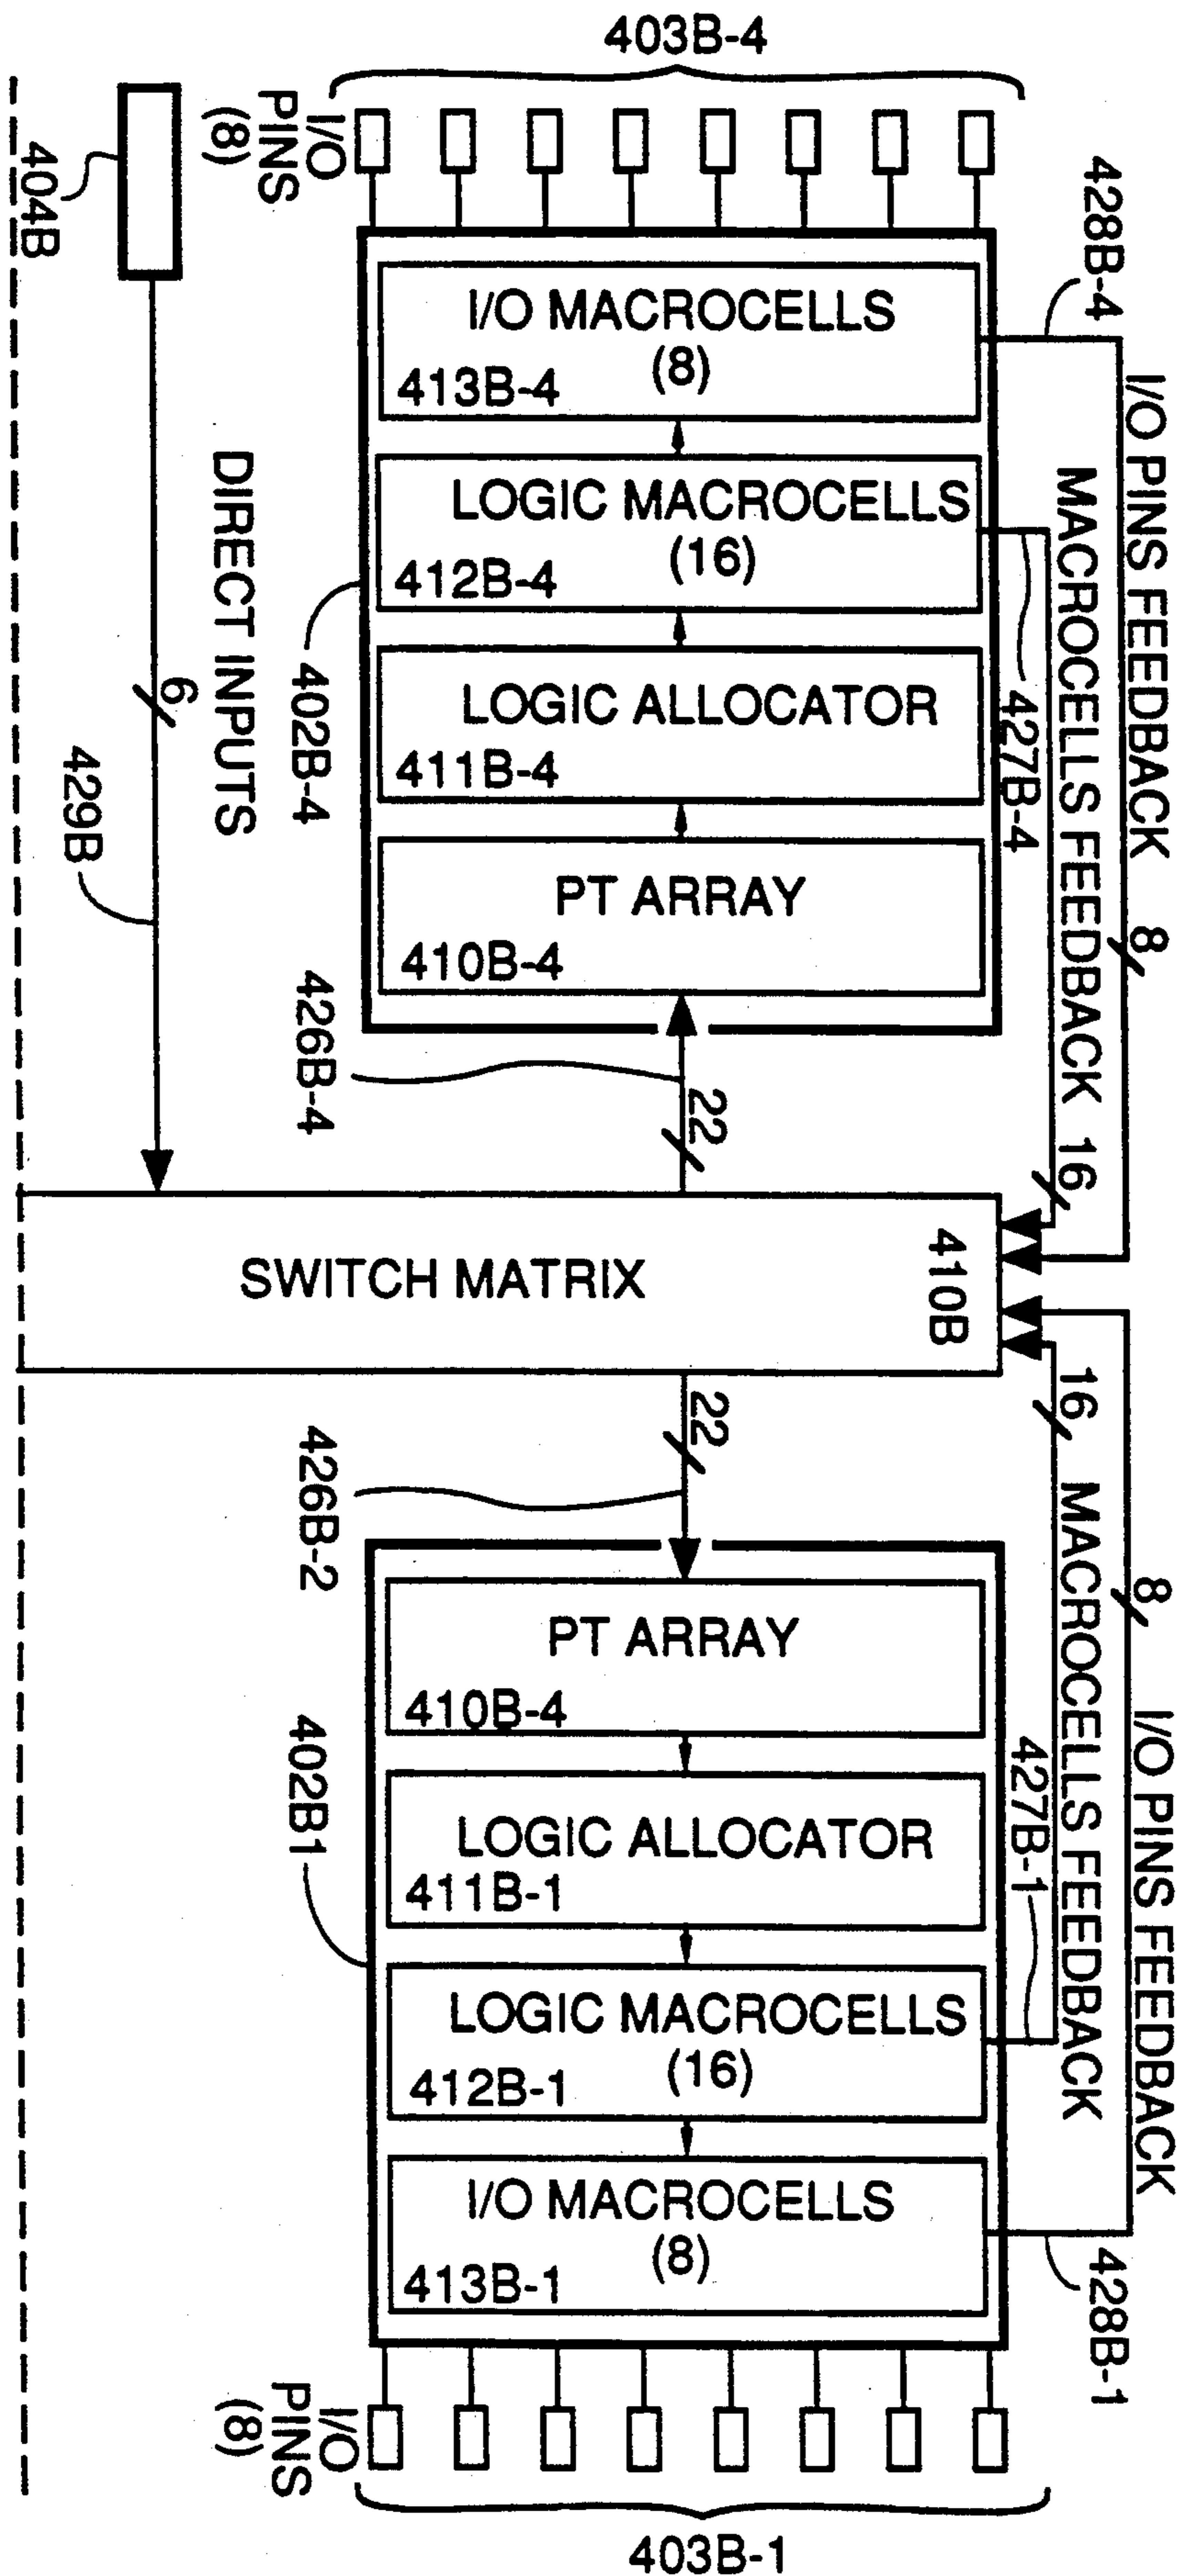 403B-4
I/O
PINS
(8)
404B
428B-4
I/O MACROCELLS
(8)
413B-4
I/O PINS FEEDBACK
8
LOGIC MACROCELLS
(16)
412B-4
MACROCELLS FEEDBACK
16
427B-4
DIRECT INPUTS
6
429B
402B-4
LOGIC ALLOCATOR
411B-4
PT ARRAY
410B-4
426B-4
22
SWITCH MATRIX
410B
22
426B-2
16
MACROCELLS FEEDBACK
8
I/O PINS FEEDBACK
PT ARRAY
410B-4
402B1
LOGIC ALLOCATOR
411B-1
427B-1
LOGIC MACROCELLS
(16)
412B-1
I/O MACROCELLS
(8)
413B-1
428B-1
I/O
PINS
(8)
403B-1